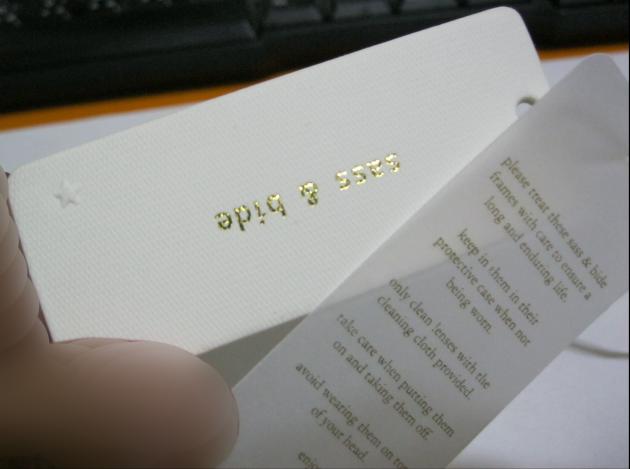 sass & bide
please treat these sass & bide
frames with care to ensure a
long and enduring life.
keep in them in their
protective case when not
being worn.
only clean lenses with the
cleaning cloth provided.
take care when putting them
on and taking them off.
avoid wearing them on
of your head.